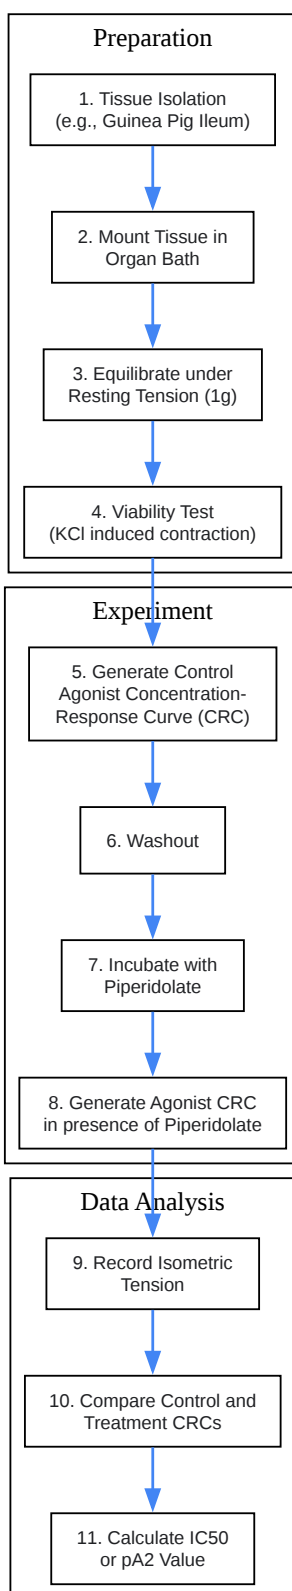 Preparation
1. Tissue Isolation
(e.g., Guinea Pig Ileum)
2. Mount Tissue in
Organ Bath
3. Equilibrate under
Resting Tension (1g)
4. Viability Test
(KCl induced contraction)
Experiment
5. Generate Control
Agonist Concentration-
Response Curve (CRC)
6. Washout
7. Incubate with
Piperidolate
8. Generate Agonist CRC
in presence of Piperidolate
Data Analysis
9. Record Isometric
Tension
10. Compare Control and
Treatment CRCs
11. Calculate IC50
or pA2 Value